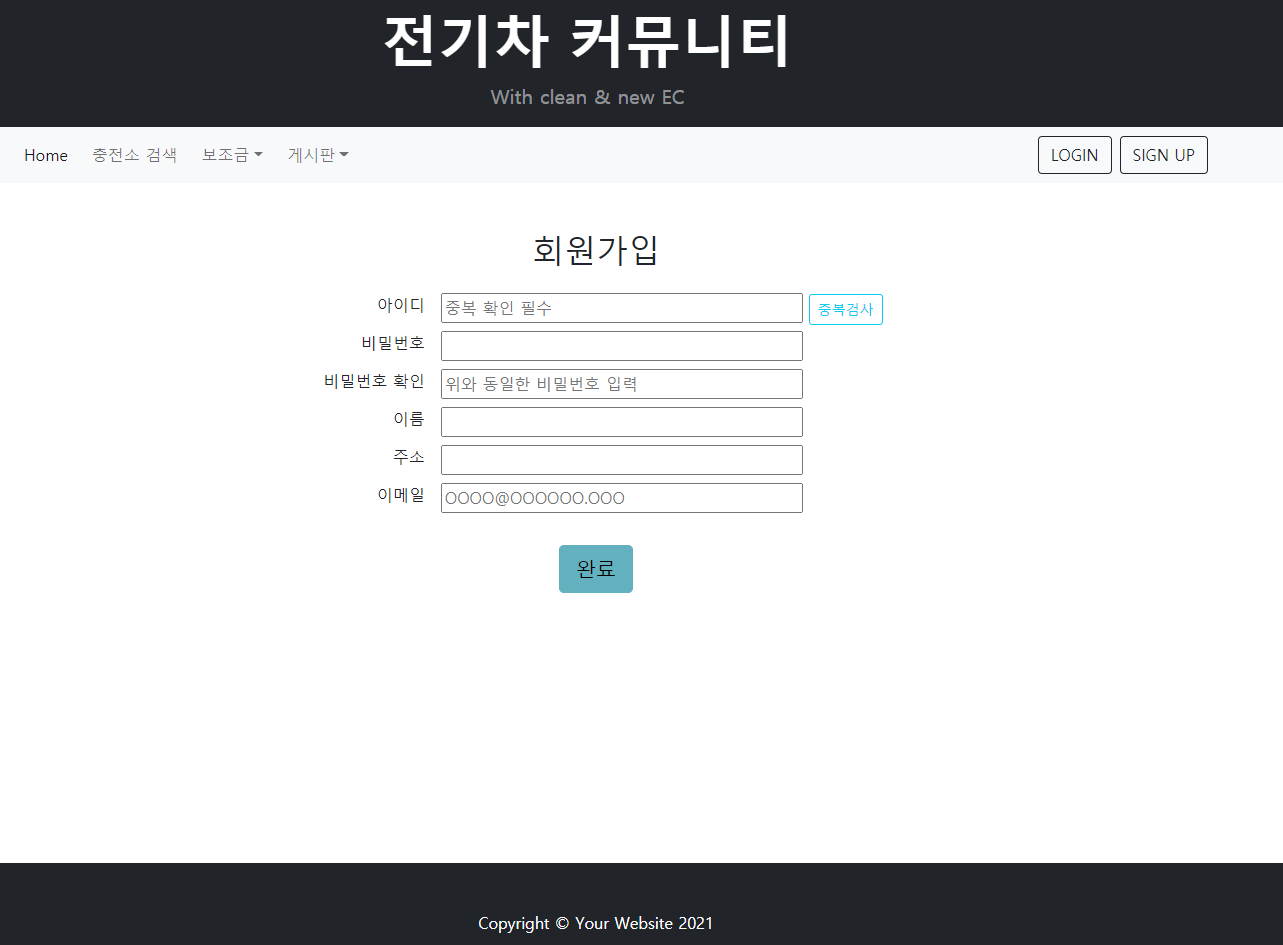 전기차 커뮤니티
With clean & new EC
Home 충전소 검색 보조금 게시판 LOGIN SIGN UP
회원가입
아이디 중복 확인 필수 중복검사
비밀번호
비밀번호 확인 위와 동일한 비밀번호 입력
이름
주소
이메일 OOOO@OOOOOO.OOO
완료
Copyright © Your Website 2021